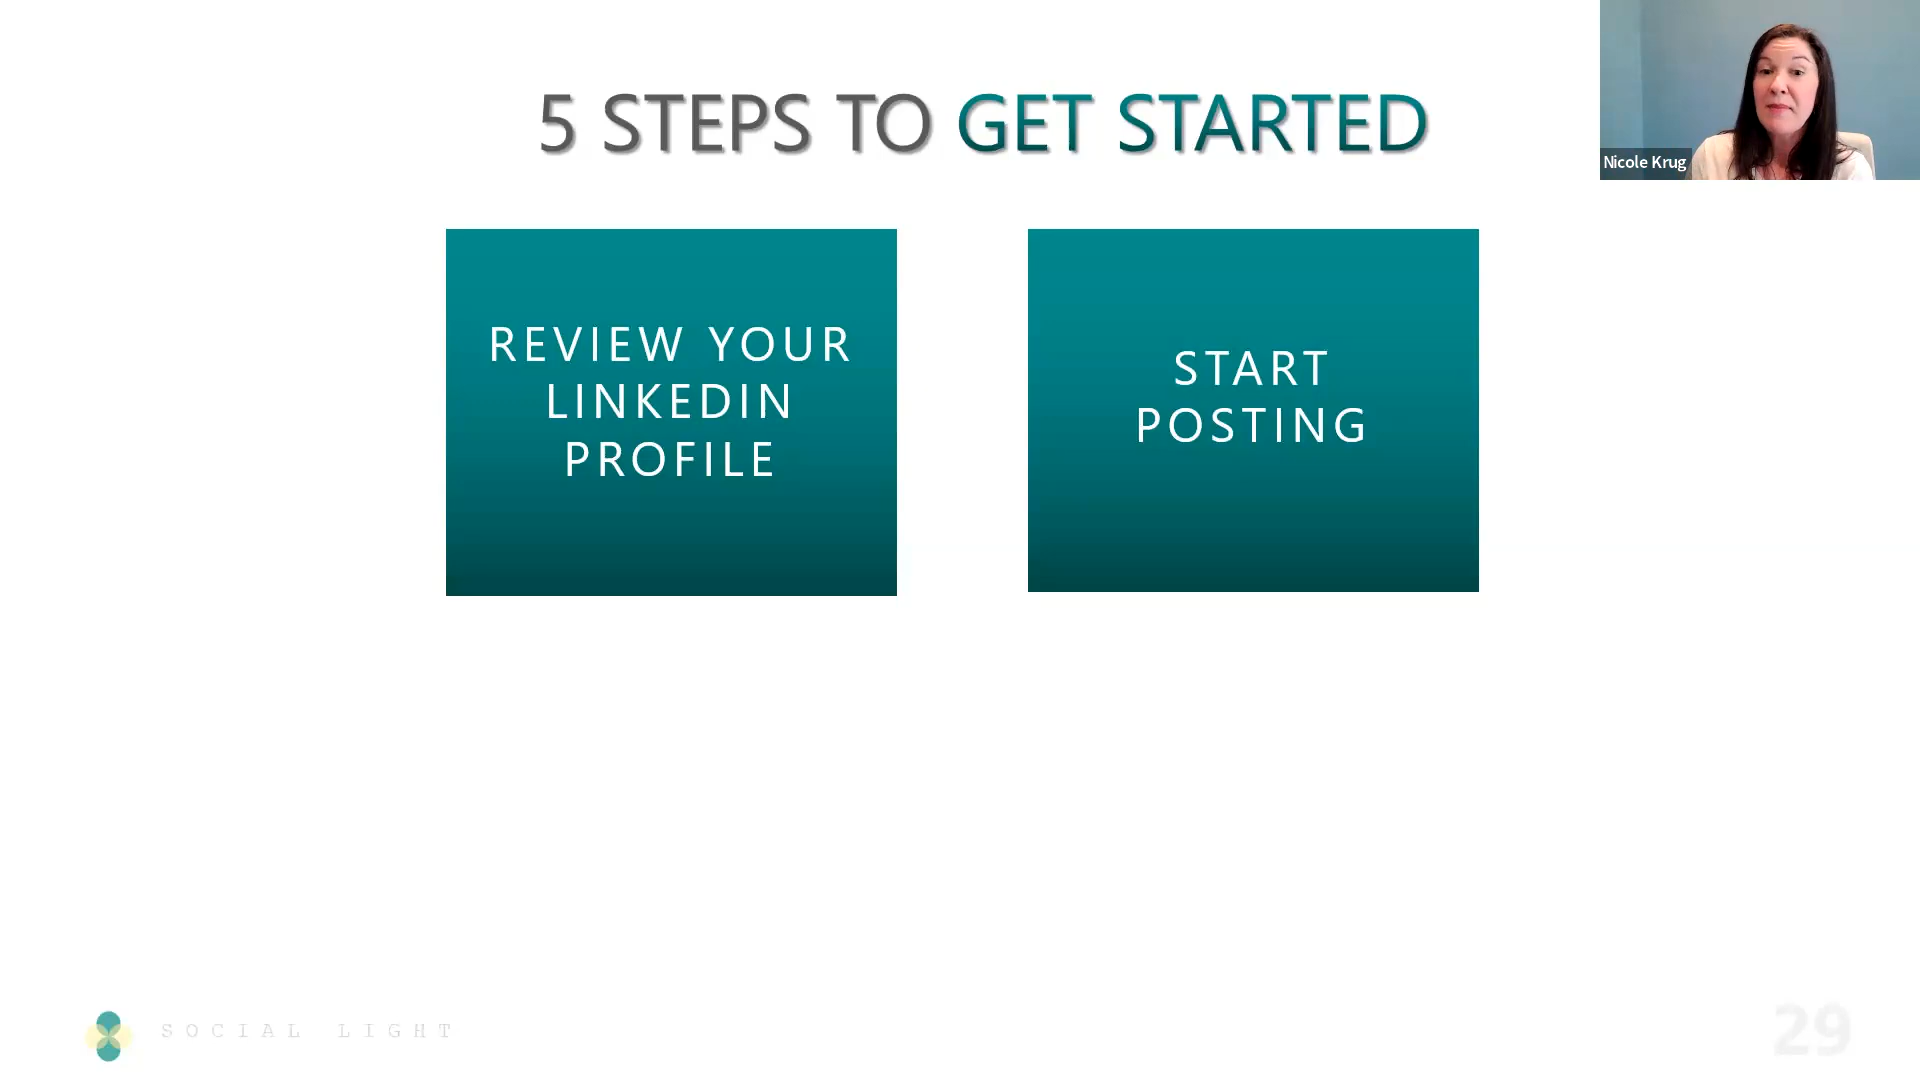 5 STEPS TO GET STARTED
Nicole Krug
REVIEW YOUR
LINKEDIN
PROFILE
START
POSTING
SOCIAL LIGHT
29